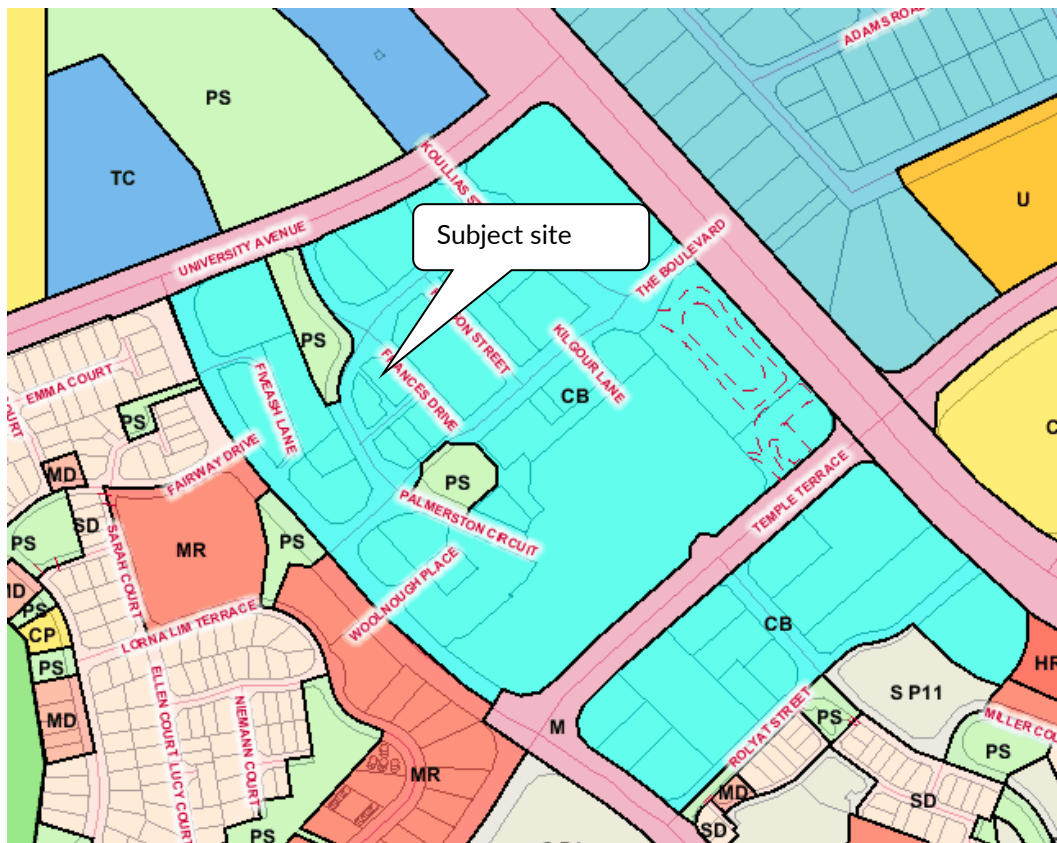 ADAMS ROAD
PS
TC
KOULLIAS S
U
Subject site
UNIVERSITY AVENUE
THE BOULEVARD
PS
ON STREET
KILGOUR LANE
EMMA COURT
FIVEASH LANE
FRANCES DRIVE
CB
PS
COURT
C
MD
FAIRWAY DRIVE
PS
TEMPLE TERRACE
SD
PALMERSTON CIRCUIT
PS
MR
PS
SARAH COURT
MD
WOOLNOUGH PLACE
PS
CP
LORNA LIM TERRACE
CB
PS
HR
S P11
ELLEN COURT
LUCY COURT
NIEMANN COURT
MD
M
ROLYAT STREET
PS
MILLER COU
PS
MR
MD
SD
SD
PS